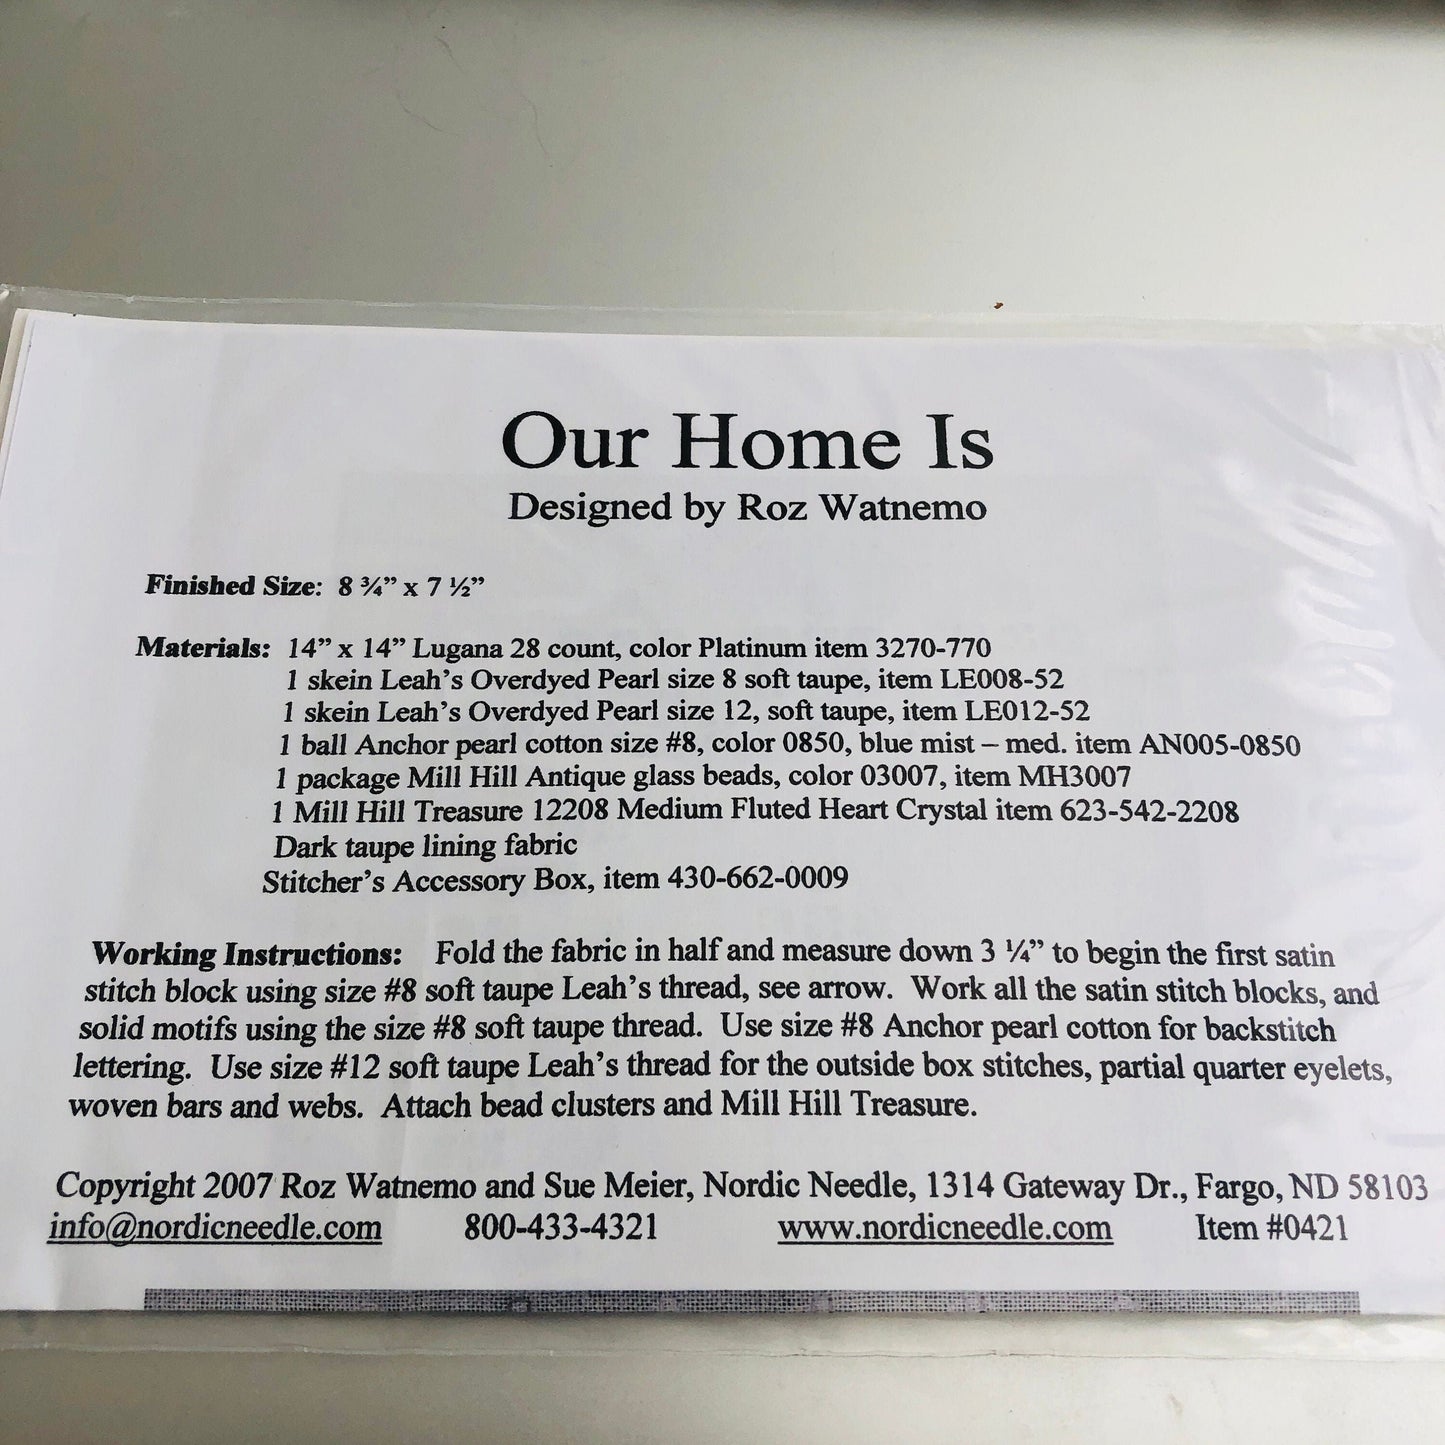 Our Home Is
Designed by Roz Watnemo
Finished Size: 8 ¾” x 7 ½”
Materials: 14” x 14” Lugana 28 count, color Platinum item 3270-770
1 skein Leah’s Overdyed Pearl size 8 soft taupe, item LE008-52
1 skein Leah’s Overdyed Pearl size 12, soft taupe, item LE012-52
1 ball Anchor pearl cotton size #8, color 0850, blue mist – med. item AN005-0850
1 package Mill Hill Antique glass beads, color 03007, item MH3007
1 Mill Hill Treasure 12208 Medium Fluted Heart Crystal item 623-542-2208
Dark taupe lining fabric
Stitcher’s Accessory Box, item 430-662-0009
Working Instructions: Fold the fabric in half and measure down 3 ¼” to begin the first satin
stitch block using size #8 soft taupe Leah’s thread, see arrow. Work all the satin stitch blocks, and
solid motifs using the size #8 soft taupe thread. Use size #8 Anchor pearl cotton for backstitch
lettering. Use size #12 soft taupe Leah’s thread for the outside box stitches, partial quarter eyelets,
woven bars and webs. Attach bead clusters and Mill Hill Treasure.
Copyright 2007 Roz Watnemo and Sue Meier, Nordic Needle, 1314 Gateway Dr., Fargo, ND 58103
info@nordicneedle.com 800-433-4321 www.nordicneedle.com Item #0421